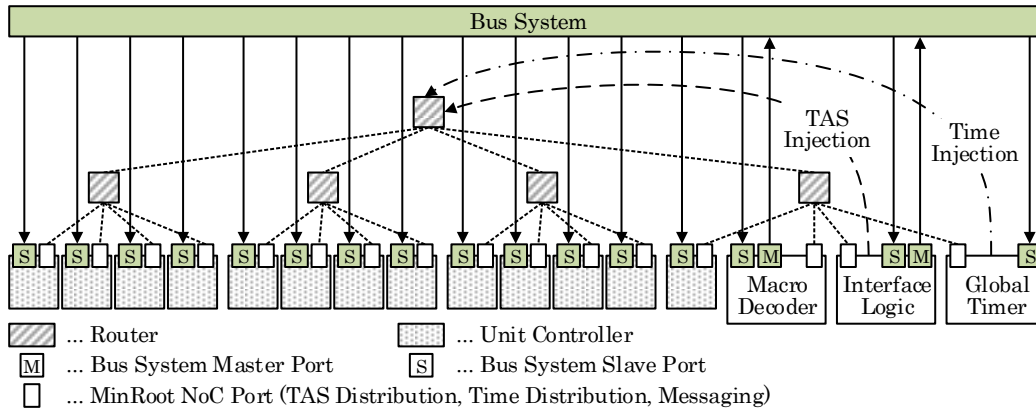 Bus System
TAS
Injection
Time
Injection
S S S S S S S S S S S S S S M S M S
Macro
Decoder
Interface
Logic
Global
Timer
... Router
... Unit Controller
M ... Bus System Master Port
S ... Bus System Slave Port
... MinRoot NoC Port (TAS Distribution, Time Distribution, Messaging)